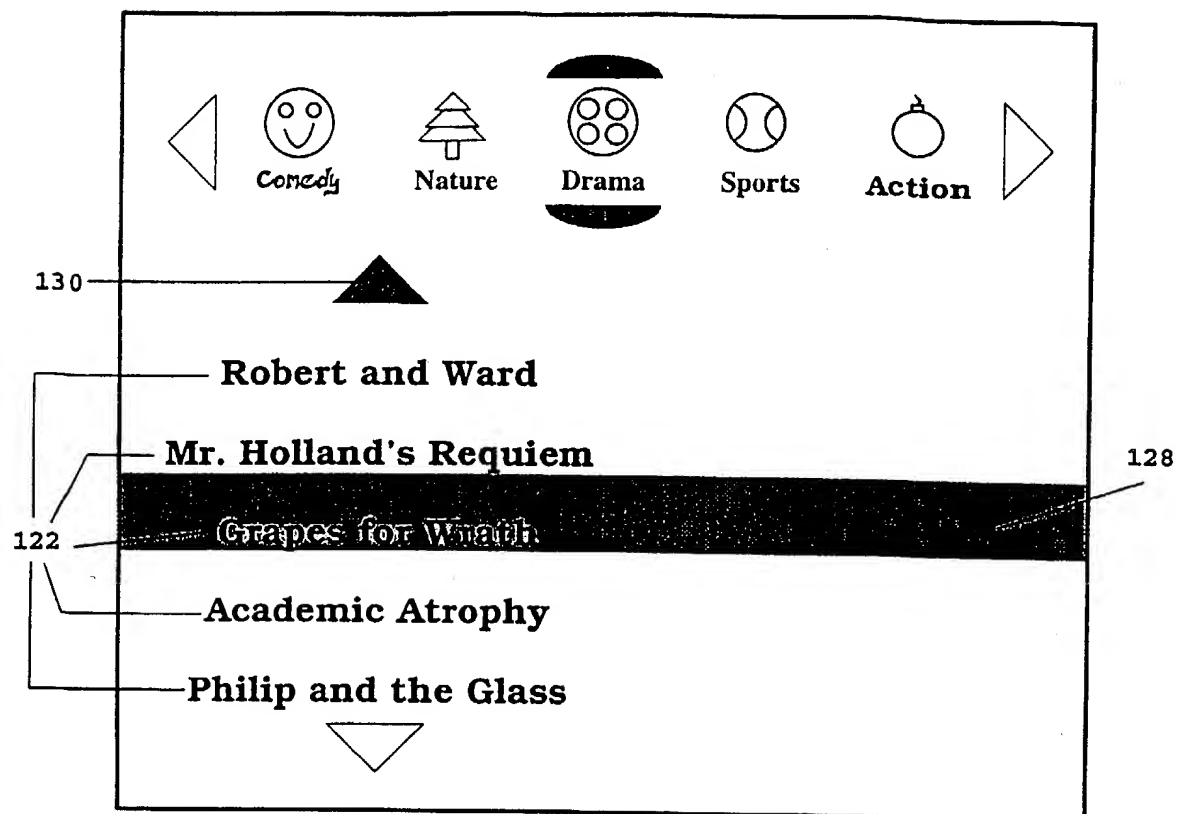 Comedy Nature Drama Sports Action
130
Robert and Ward
Mr. Holland's Requiem
128
Grapes for Wrath
122
Academic Atrophy
Philip and the Glass